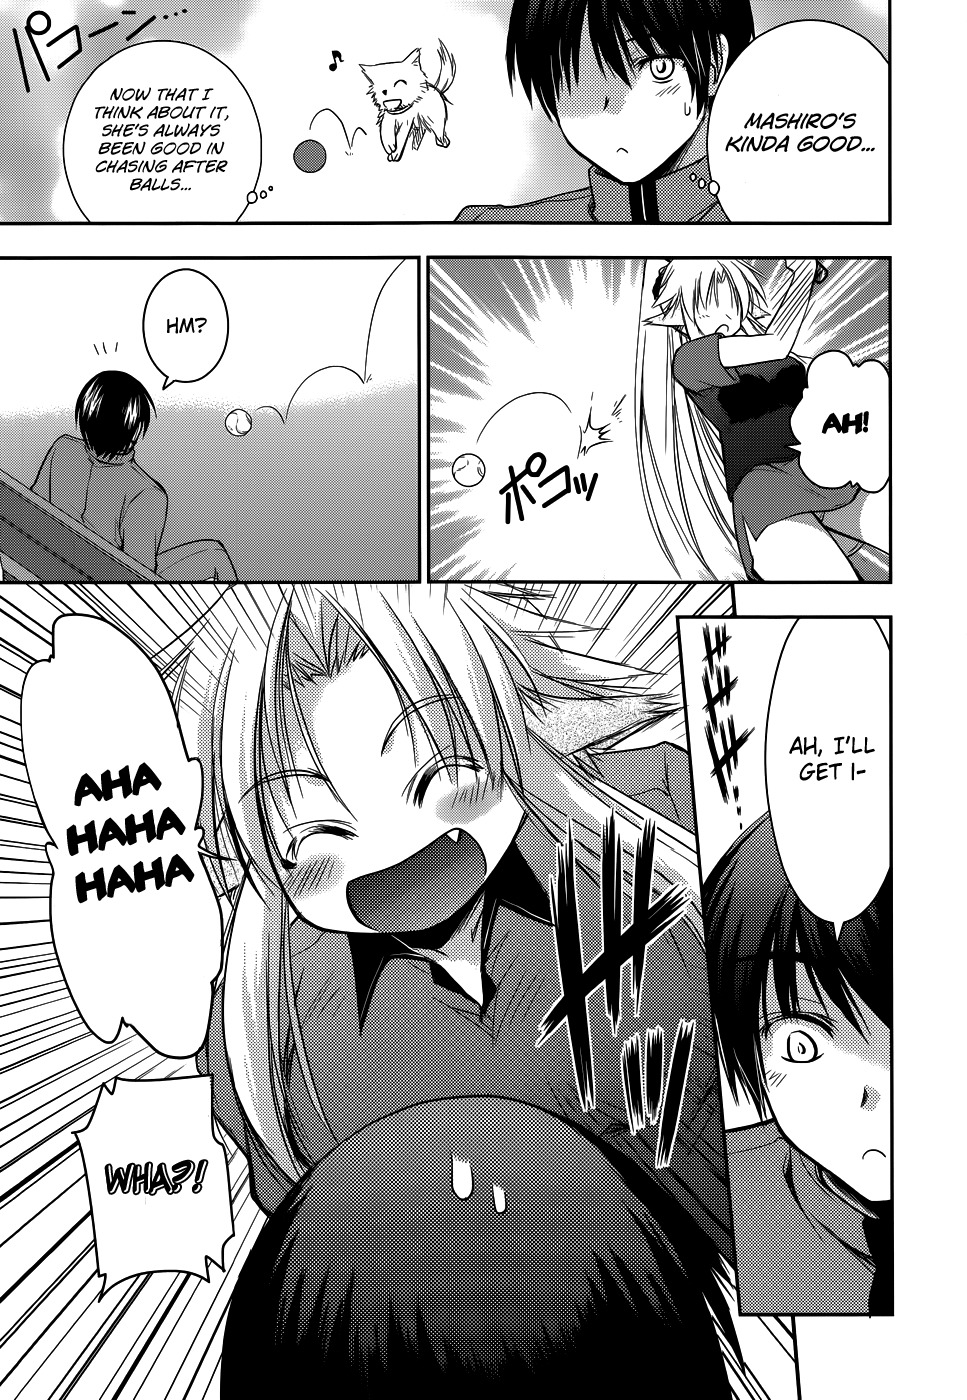 MASHIRO'S
KINDA GOOD...
NOW THAT I
THINK ABOUT IT,
SHE'S ALWAYS
BEEN GOOD IN
CHASING AFTER
BALLS...
パコーン…
AH!
ポコッ
HM?
AH, I'LL
GET I-
AHA
HAHA
HAHA
WHA?!